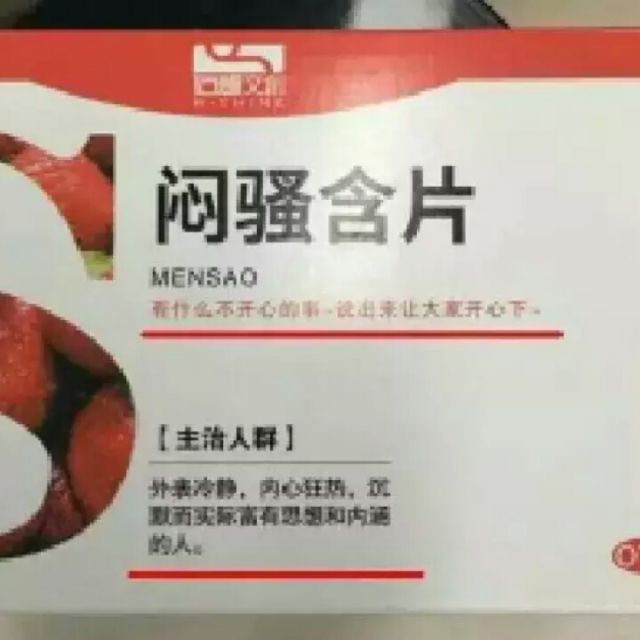 闷骚含片
MENSAO
有什么不开心的事~说出来让大家开心下~
【主治人群】
外表冷静，内心狂热，沉
默而实际富有思想和内涵
的人。